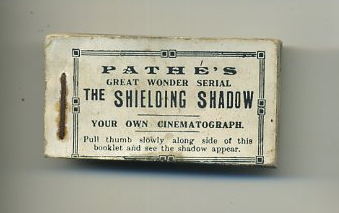 PATHÉ'S
GREAT WONDER SERIAL
THE SHIELDING SHADOW
YOUR OWN CINEMATOGRAPH.
Pull thumb slowly along side of this
booklet and see the shadow appear.